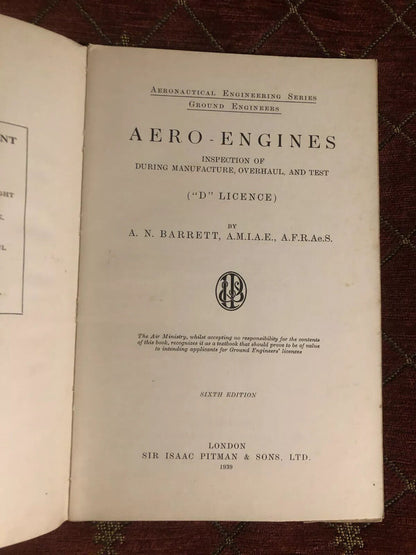 ENT
GHT
K.
UL
AERONAUTICAL ENGINEERING SERIES
GROUND ENGINEERS
AERO-ENGINES
INSPECTION OF
DURING MANUFACTURE, OVERHAUL, AND TEST
("D" LICENCE)
BY
A. N. BARRETT, A.M.I.A.E., A.F.R.Ae.S.
The Air Ministry, whilst accepting no responsibility for the contents
of this book, recognizes it as a textbook that should prove to be of value
to intending applicants for Ground Engineers' licences
SIXTH EDITION
LONDON
SIR ISAAC PITMAN & SONS, LTD.
1939